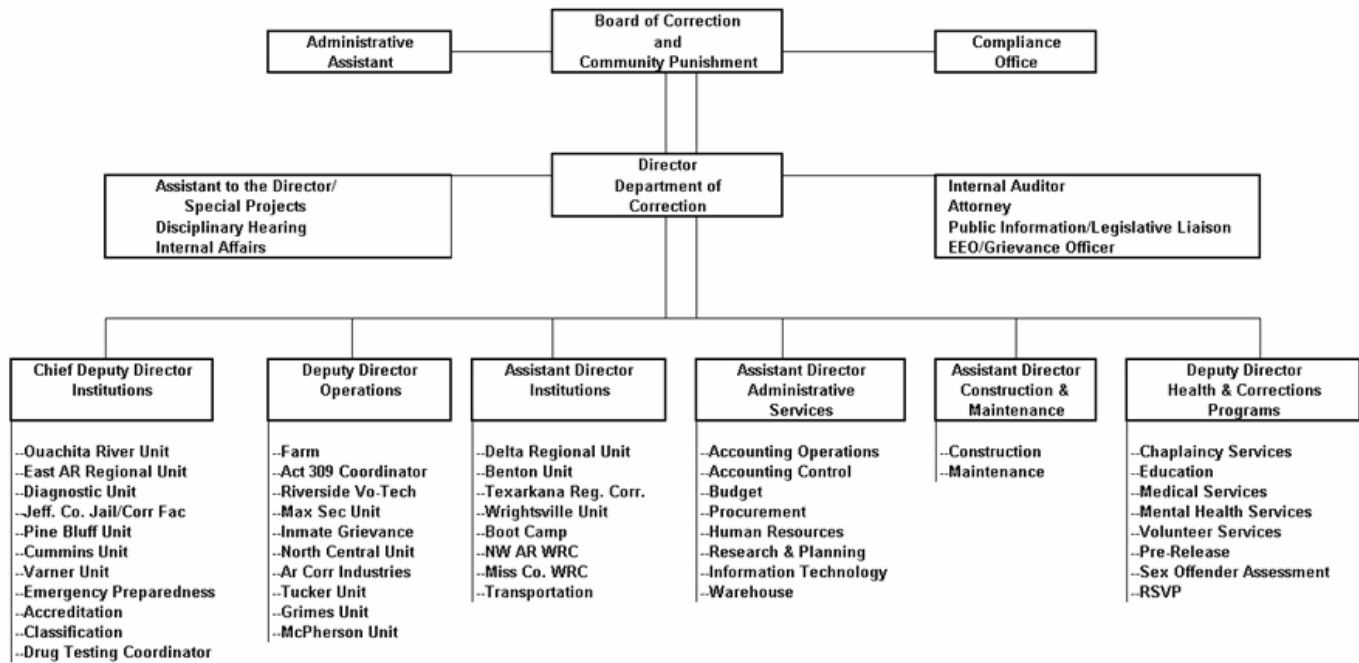 Administrative
Assistant
Board of Correction
and
Community Punishment
Compliance
Office
Assistant to the Director/
Special Projects
Disciplinary Hearing
Internal Affairs
Director
Department of
Correction
Internal Auditor
Attorney
Public Information/Legislative Liaison
EEO/Grievance Officer
Chief Deputy Director
Institutions
--Ouachita River Unit
--East AR Regional Unit
--Diagnostic Unit
--Jeff. Co. Jail/Corr Fac
--Pine Bluff Unit
--Cummins Unit
--Varner Unit
--Emergency Preparedness
--Accreditation
--Classification
--Drug Testing Coordinator
Deputy Director
Operations
--Farm
--Act 309 Coordinator
--Riverside Vo-Tech
--Max Sec Unit
--Inmate Grievance
--North Central Unit
--Ar Corr Industries
--Tucker Unit
--Grimes Unit
--McPherson Unit
Assistant Director
Institutions
--Delta Regional Unit
--Benton Unit
--Texarkana Reg. Corr.
--Wrightsville Unit
--Boot Camp
--NW AR WRC
--Miss Co. WRC
--Transportation
Assistant Director
Administrative
Services
--Accounting Operations
--Accounting Control
--Budget
--Procurement
--Human Resources
--Research & Planning
--Information Technology
--Warehouse
Assistant Director
Construction &
Maintenance
--Construction
--Maintenance
Deputy Director
Health & Corrections
Programs
--Chaplaincy Services
--Education
--Medical Services
--Mental Health Services
--Volunteer Services
--Pre-Release
--Sex Offender Assessment
--RSVP